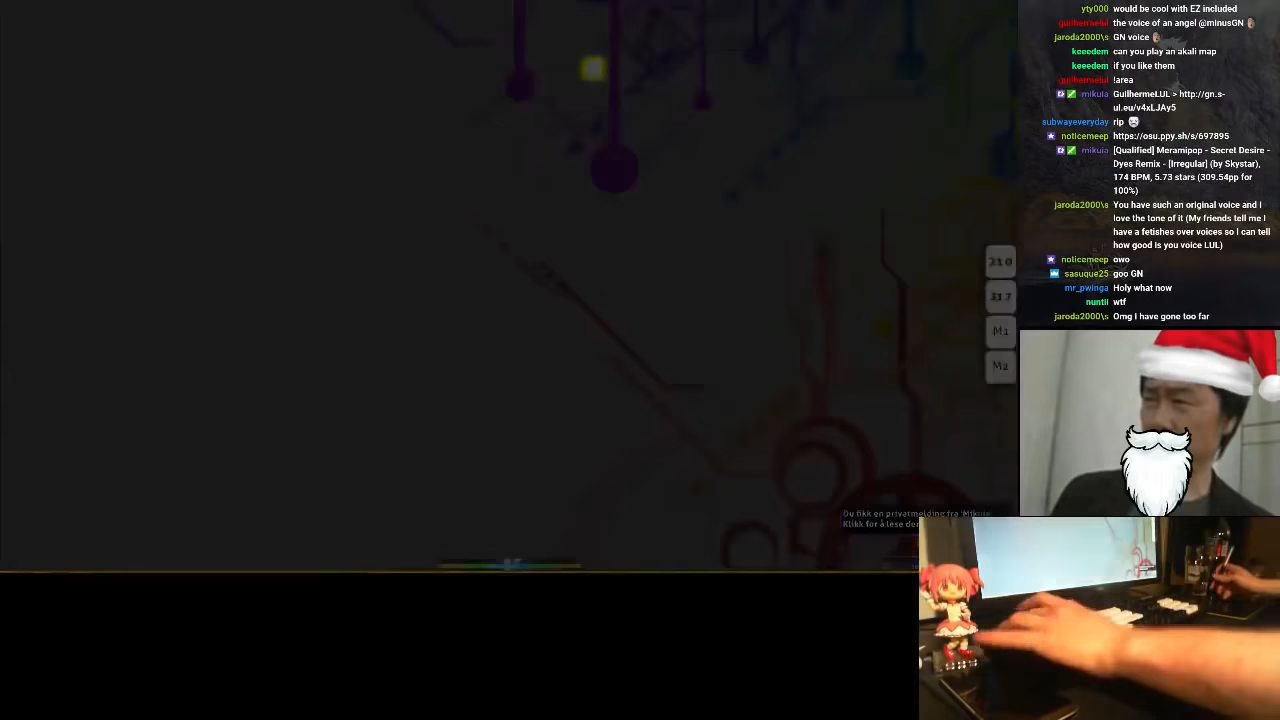 yty000 would be cool with EZ included
guilhermelul the voice of an angel @minusGN
jaroda2000\s GN voice
keeedem can you play an akali map
keeedem if you like them
guilhermelul !area
mikuia GuilhermeLUL > http://gn.s-
ul.eu/v4xLJAy5
subwayeveryday rip
noticemeep https://osu.ppy.sh/s/697895
mikuia [Qualified] Meramipop - Secret Desire -
Dyes Remix - [Irregular] (by Skystar),
174 BPM, 5.73 stars (309.54pp for
100%)
jaroda2000\s You have such an original voice and I
love the tone of it (My friends tell me I
have a fetishes over voices so I can tell
how good is you voice LUL)
noticemeep owo
sasuque25 goo GN
mr_pwinga Holy what now
nuntii wtf
jaroda2000\s Omg I have gone too far
310
317
M1
M2
Du fikk en privatmelding fra 'Mikuia'
Klikk for å lese den